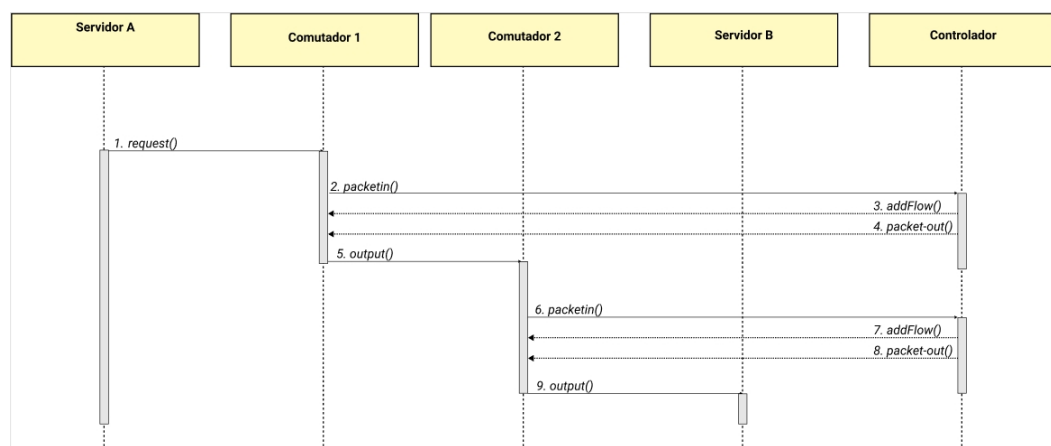 Servidor A
Comutador 1
Comutador 2
Servidor B
Controlador
1. request()
2. packetin()
3. addFlow()
4. packet-out()
5. output()
6. packetin()
7. addFlow()
8. packet-out()
9. output()